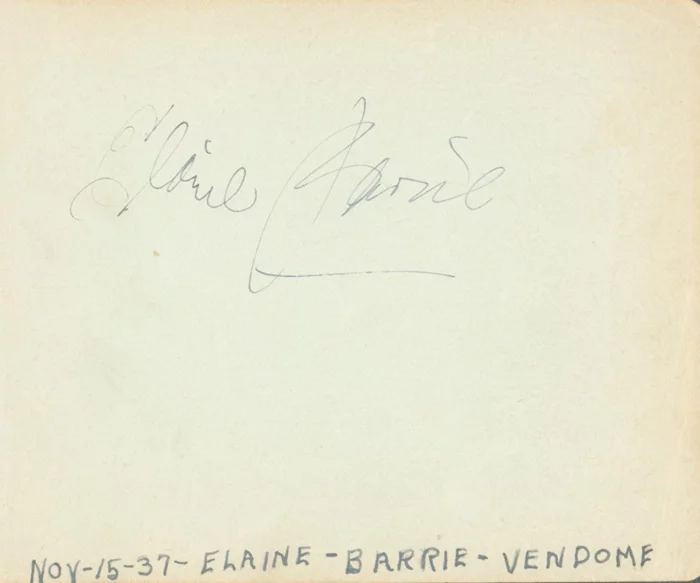 Elaine Barrie
NOV-15-37- ELAINE - BARRIE - VENDOME